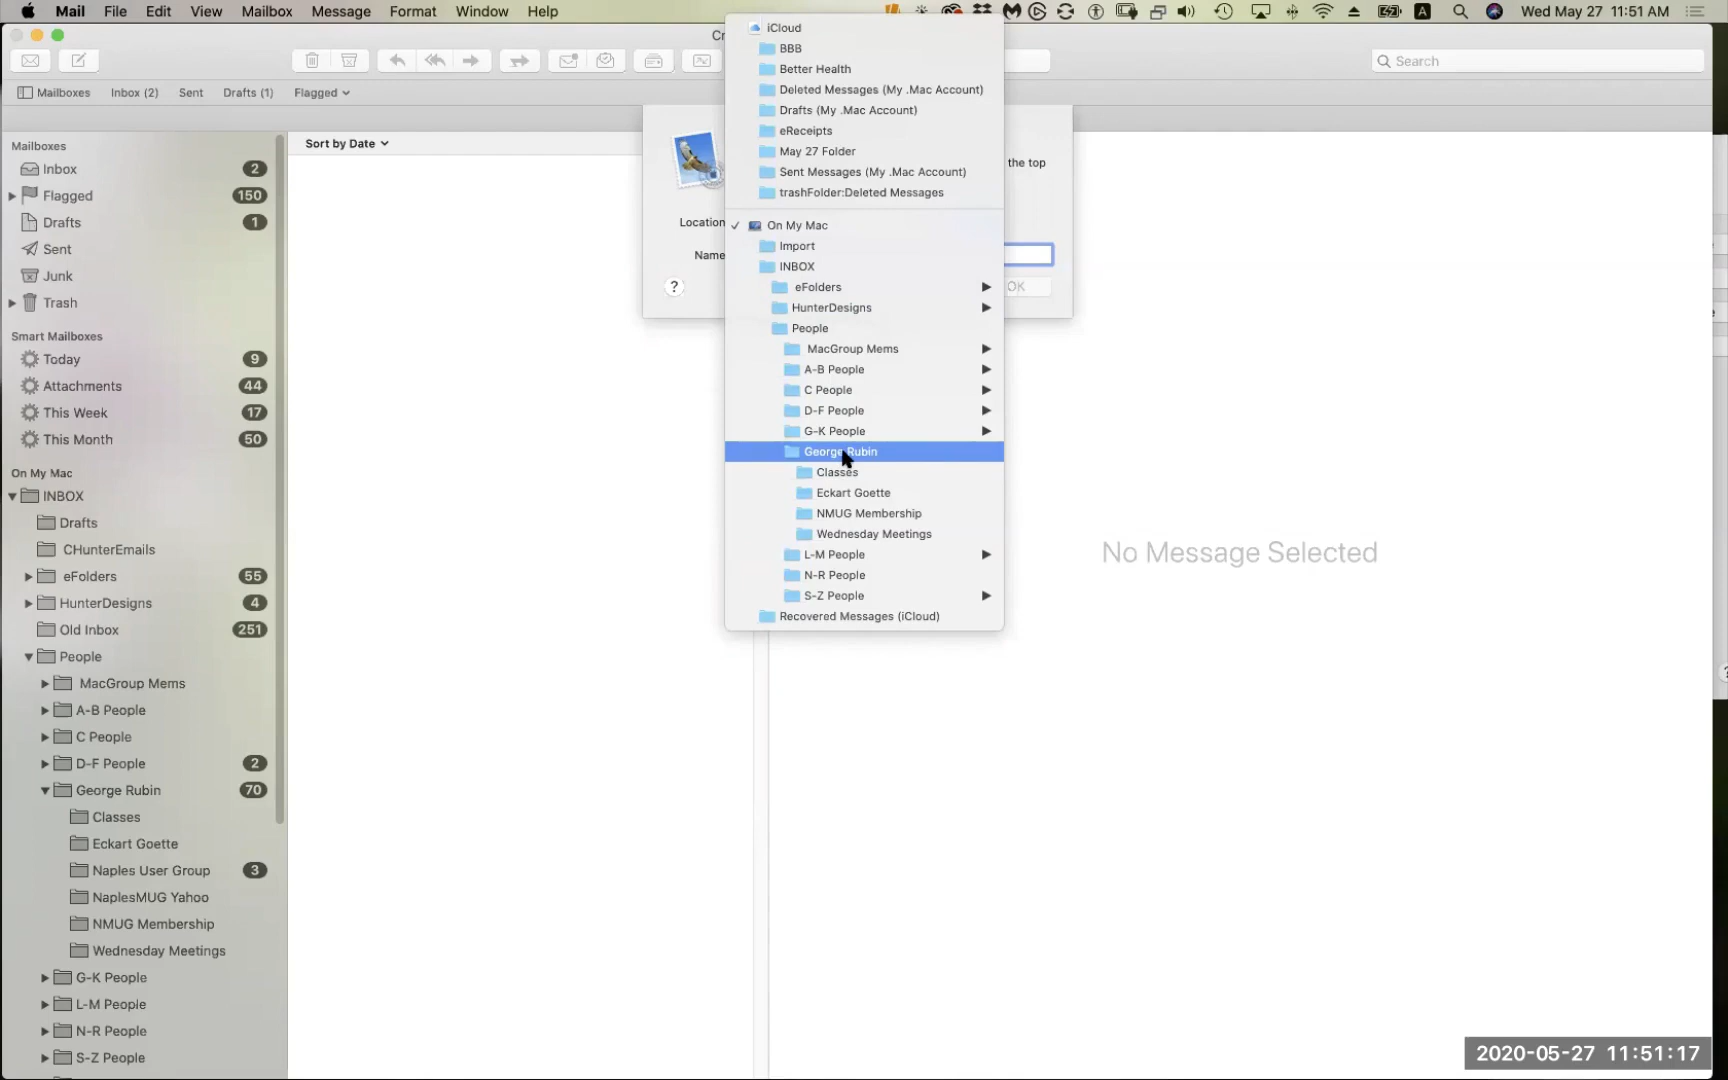 Mail File Edit View Mailbox Message Format Window Help
A
Wed May 27 11:51 AM
Search
Mailboxes Inbox (2) Sent Drafts (1) Flagged
Sort by Date
Mailboxes
Inbox 2
Flagged 150
Drafts 1
Sent
Junk
Trash
Smart Mailboxes
Today 9
Attachments 44
This Week 17
This Month 50
On My Mac
INBOX
Drafts
CHunterEmails
eFolders 55
HunterDesigns 4
Old Inbox 251
People
MacGroup Mems
A-B People
C People
D-F People 2
George Rubin 70
Classes
Eckart Goette
Naples User Group 3
NaplesMUG Yahoo
NMUG Membership
Wednesday Meetings
G-K People
L-M People
N-R People
S-Z People
the top
Location
Name
?
OK
iCloud
BBB
Better Health
Deleted Messages (My .Mac Account)
Drafts (My .Mac Account)
eReceipts
May 27 Folder
Sent Messages (My .Mac Account)
trashFolder:Deleted Messages
✓ On My Mac
Import
INBOX
eFolders
HunterDesigns
People
MacGroup Mems
A-B People
C People
D-F People
G-K People
George Rubin
Classes
Eckart Goette
NMUG Membership
Wednesday Meetings
L-M People
N-R People
S-Z People
Recovered Messages (iCloud)
No Message Selected
2020-05-27 11:51:17